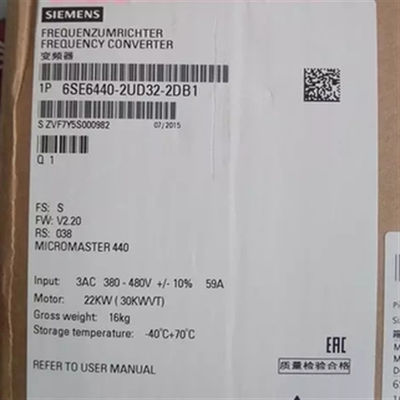 SIEMENS
FREQUENZUMRICHTER
FREQUENCY CONVERTER
变频器
1P 6SE6440-2UD32-2DB1
S ZVF7Y5S000982 07/2015
Q 1
FS: S
FW: V2.20
RS: 038
MICROMASTER 440
Input: 3AC 380 - 480V +/- 10% 59A
Motor: 22KW ( 30KWVT)
Gross weight: 16kg
Storage temperature: -40°C+70°C
EAC
REFER TO USER MANUAL
质量检验合格